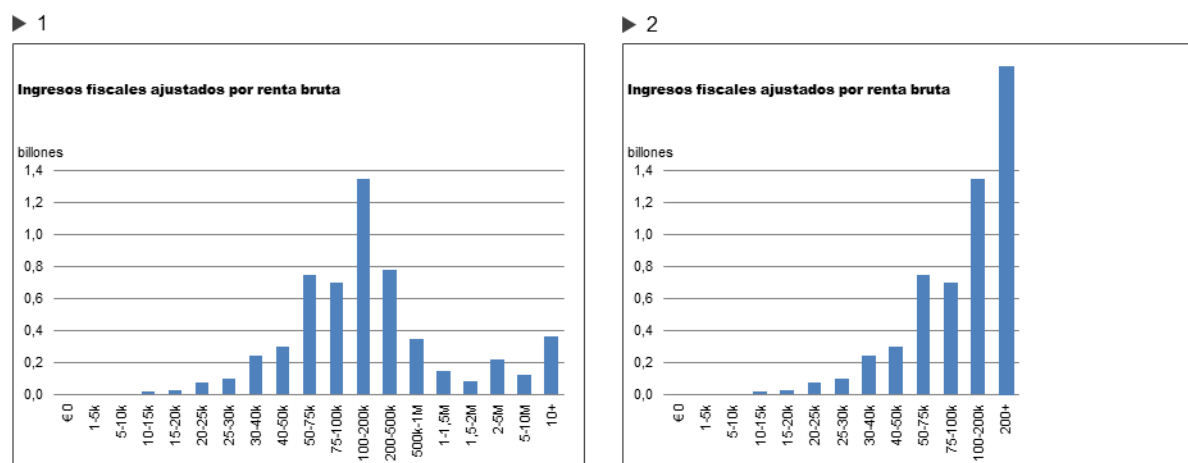 ▶ 1
Ingresos fiscales ajustados por renta bruta
billones
1,4
1,2
1,0
0,8
0,6
0,4
0,2
0,0
€ 0
1-5k
5-10k
10-15k
15-20k
20-25k
25-30k
30-40k
40-50k
50-75k
75-100k
100-200k
200-500k
500k-1M
1-1,5M
1,5-2M
2-5M
5-10M
10+
▶ 2
Ingresos fiscales ajustados por renta bruta
billones
1,4
1,2
1,0
0,8
0,6
0,4
0,2
0,0
€ 0
1-5k
5-10k
10-15k
15-20k
20-25k
25-30k
30-40k
40-50k
50-75k
75-100k
100-200k
200+